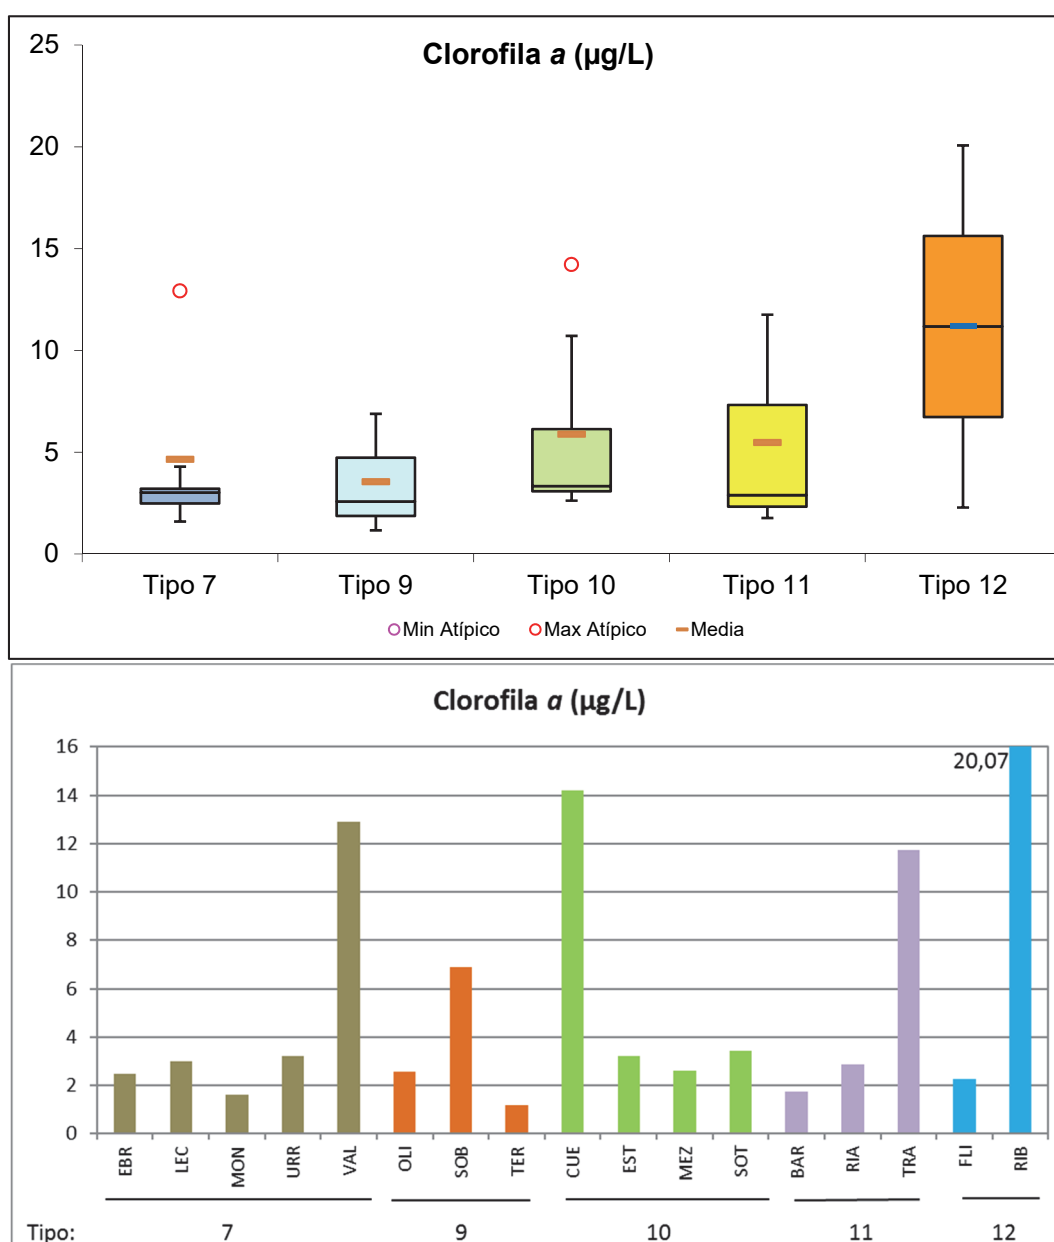 Clorofila a (µg/L)
25
20
15
10
5
0
Tipo 7 Tipo 9 Tipo 10 Tipo 11 Tipo 12
Min Atípico Max Atípico Media
Clorofila a (µg/L)
16
20,07
14
12
10
8
6
4
2
0
EBR LEC MON URR VAL OLI SOB TER CUE EST MEZ SOT BAR RIA TRA FLI RIB
Tipo: 7 9 10 11 12